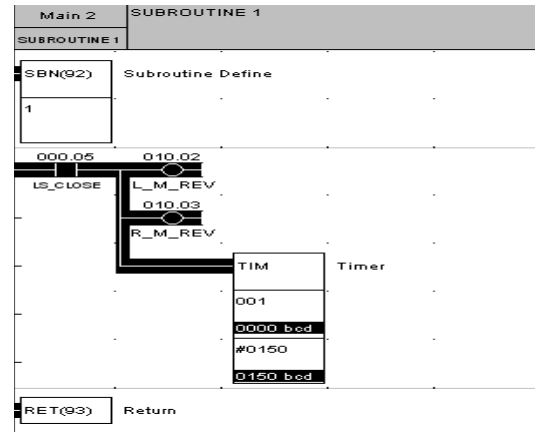 Main 2
SUBROUTINE 1
SUBROUTINE 1
SBN(92) Subroutine Define
1
000.05 010.02
LS_CLOSE L_M_REV
010.03
R_M_REV
TIM Timer
001
0000 bcd
#0150
0150 bcd
RET(93) Return